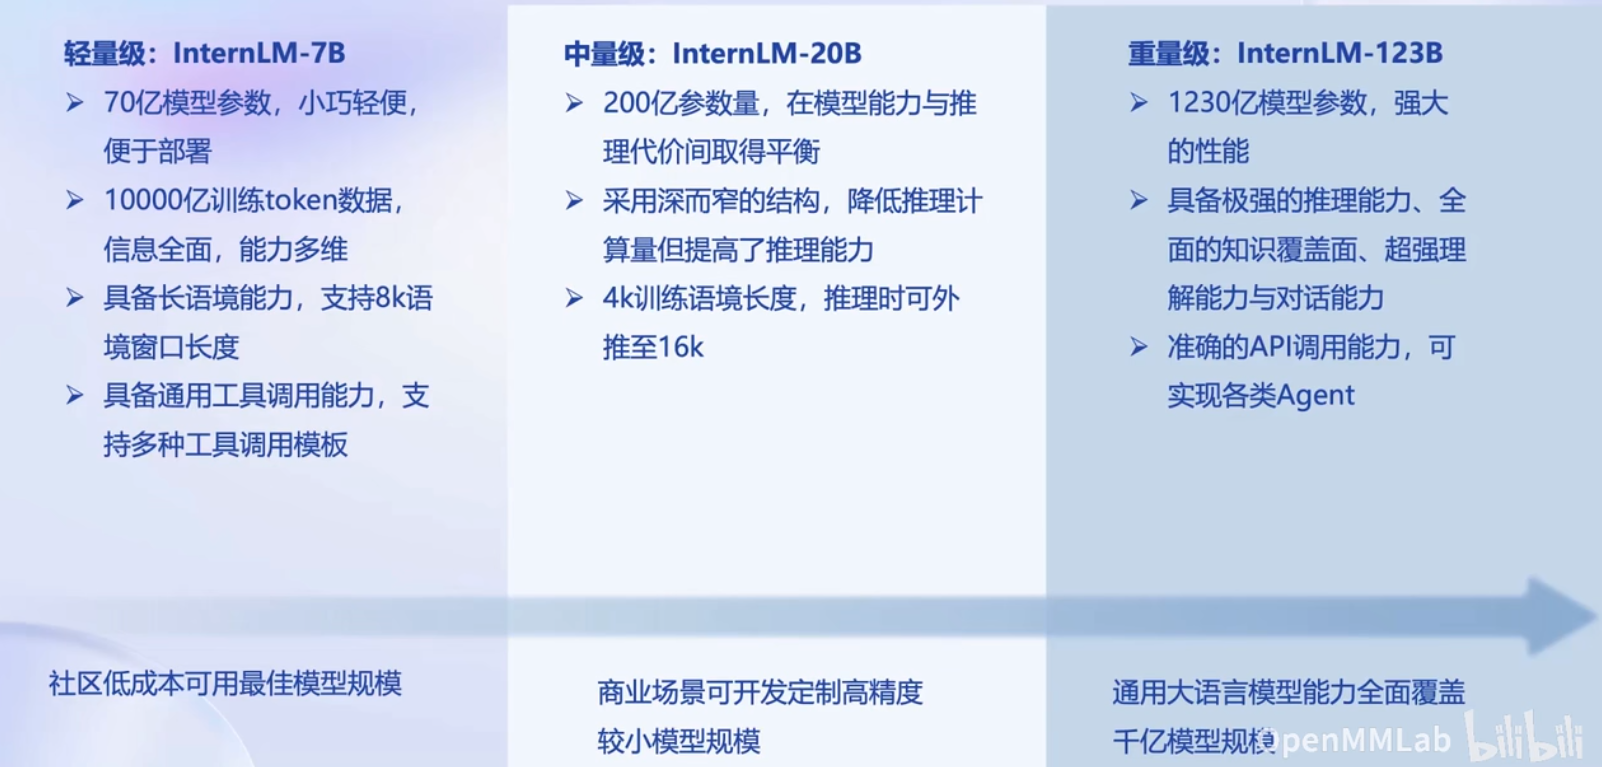 轻量级：InternLM-7B
➢ 70亿模型参数，小巧轻便，
便于部署
➢ 10000亿训练token数据，
信息全面，能力多维
➢ 具备长语境能力，支持8k语
境窗口长度
➢ 具备通用工具调用能力，支
持多种工具调用模板
社区低成本可用最佳模型规模
中量级：InternLM-20B
➢ 200亿参数量，在模型能力与推
理代价间取得平衡
➢ 采用深而窄的结构，降低推理计
算量但提高了推理能力
➢ 4k训练语境长度，推理时可外
推至16k
商业场景可开发定制高精度
较小模型规模
重量级：InternLM-123B
➢ 1230亿模型参数，强大
的性能
➢ 具备极强的推理能力、全
面的知识覆盖面、超强理
解能力与对话能力
➢ 准确的API调用能力，可
实现各类Agent
通用大语言模型能力全面覆盖
千亿模型规模
OpenMMLab bilibili